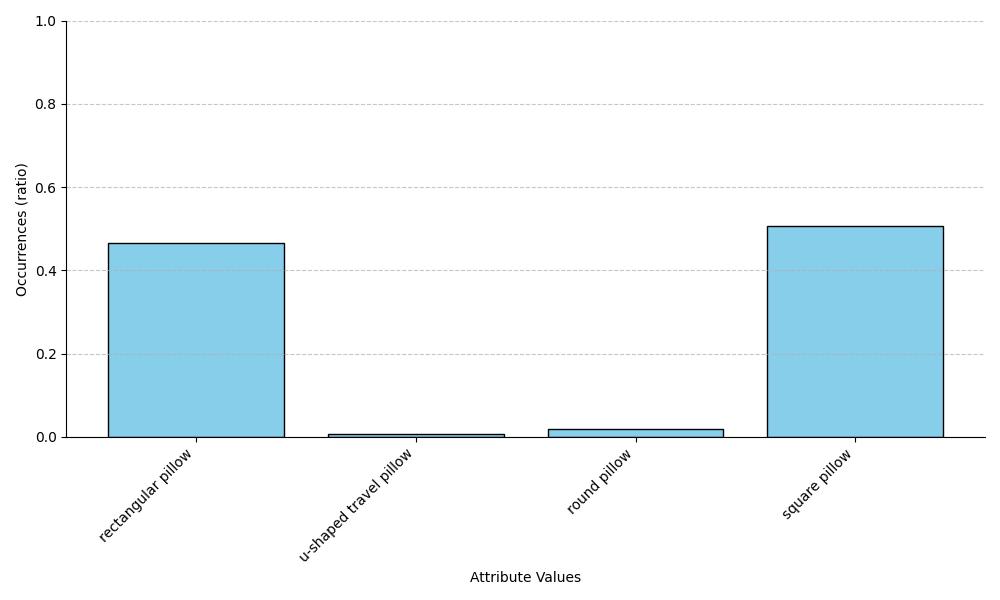 1.0
0.8
0.6
0.4
0.2
0.0
Occurrences (ratio)
rectangular pillow
u-shaped travel pillow
round pillow
square pillow
Attribute Values